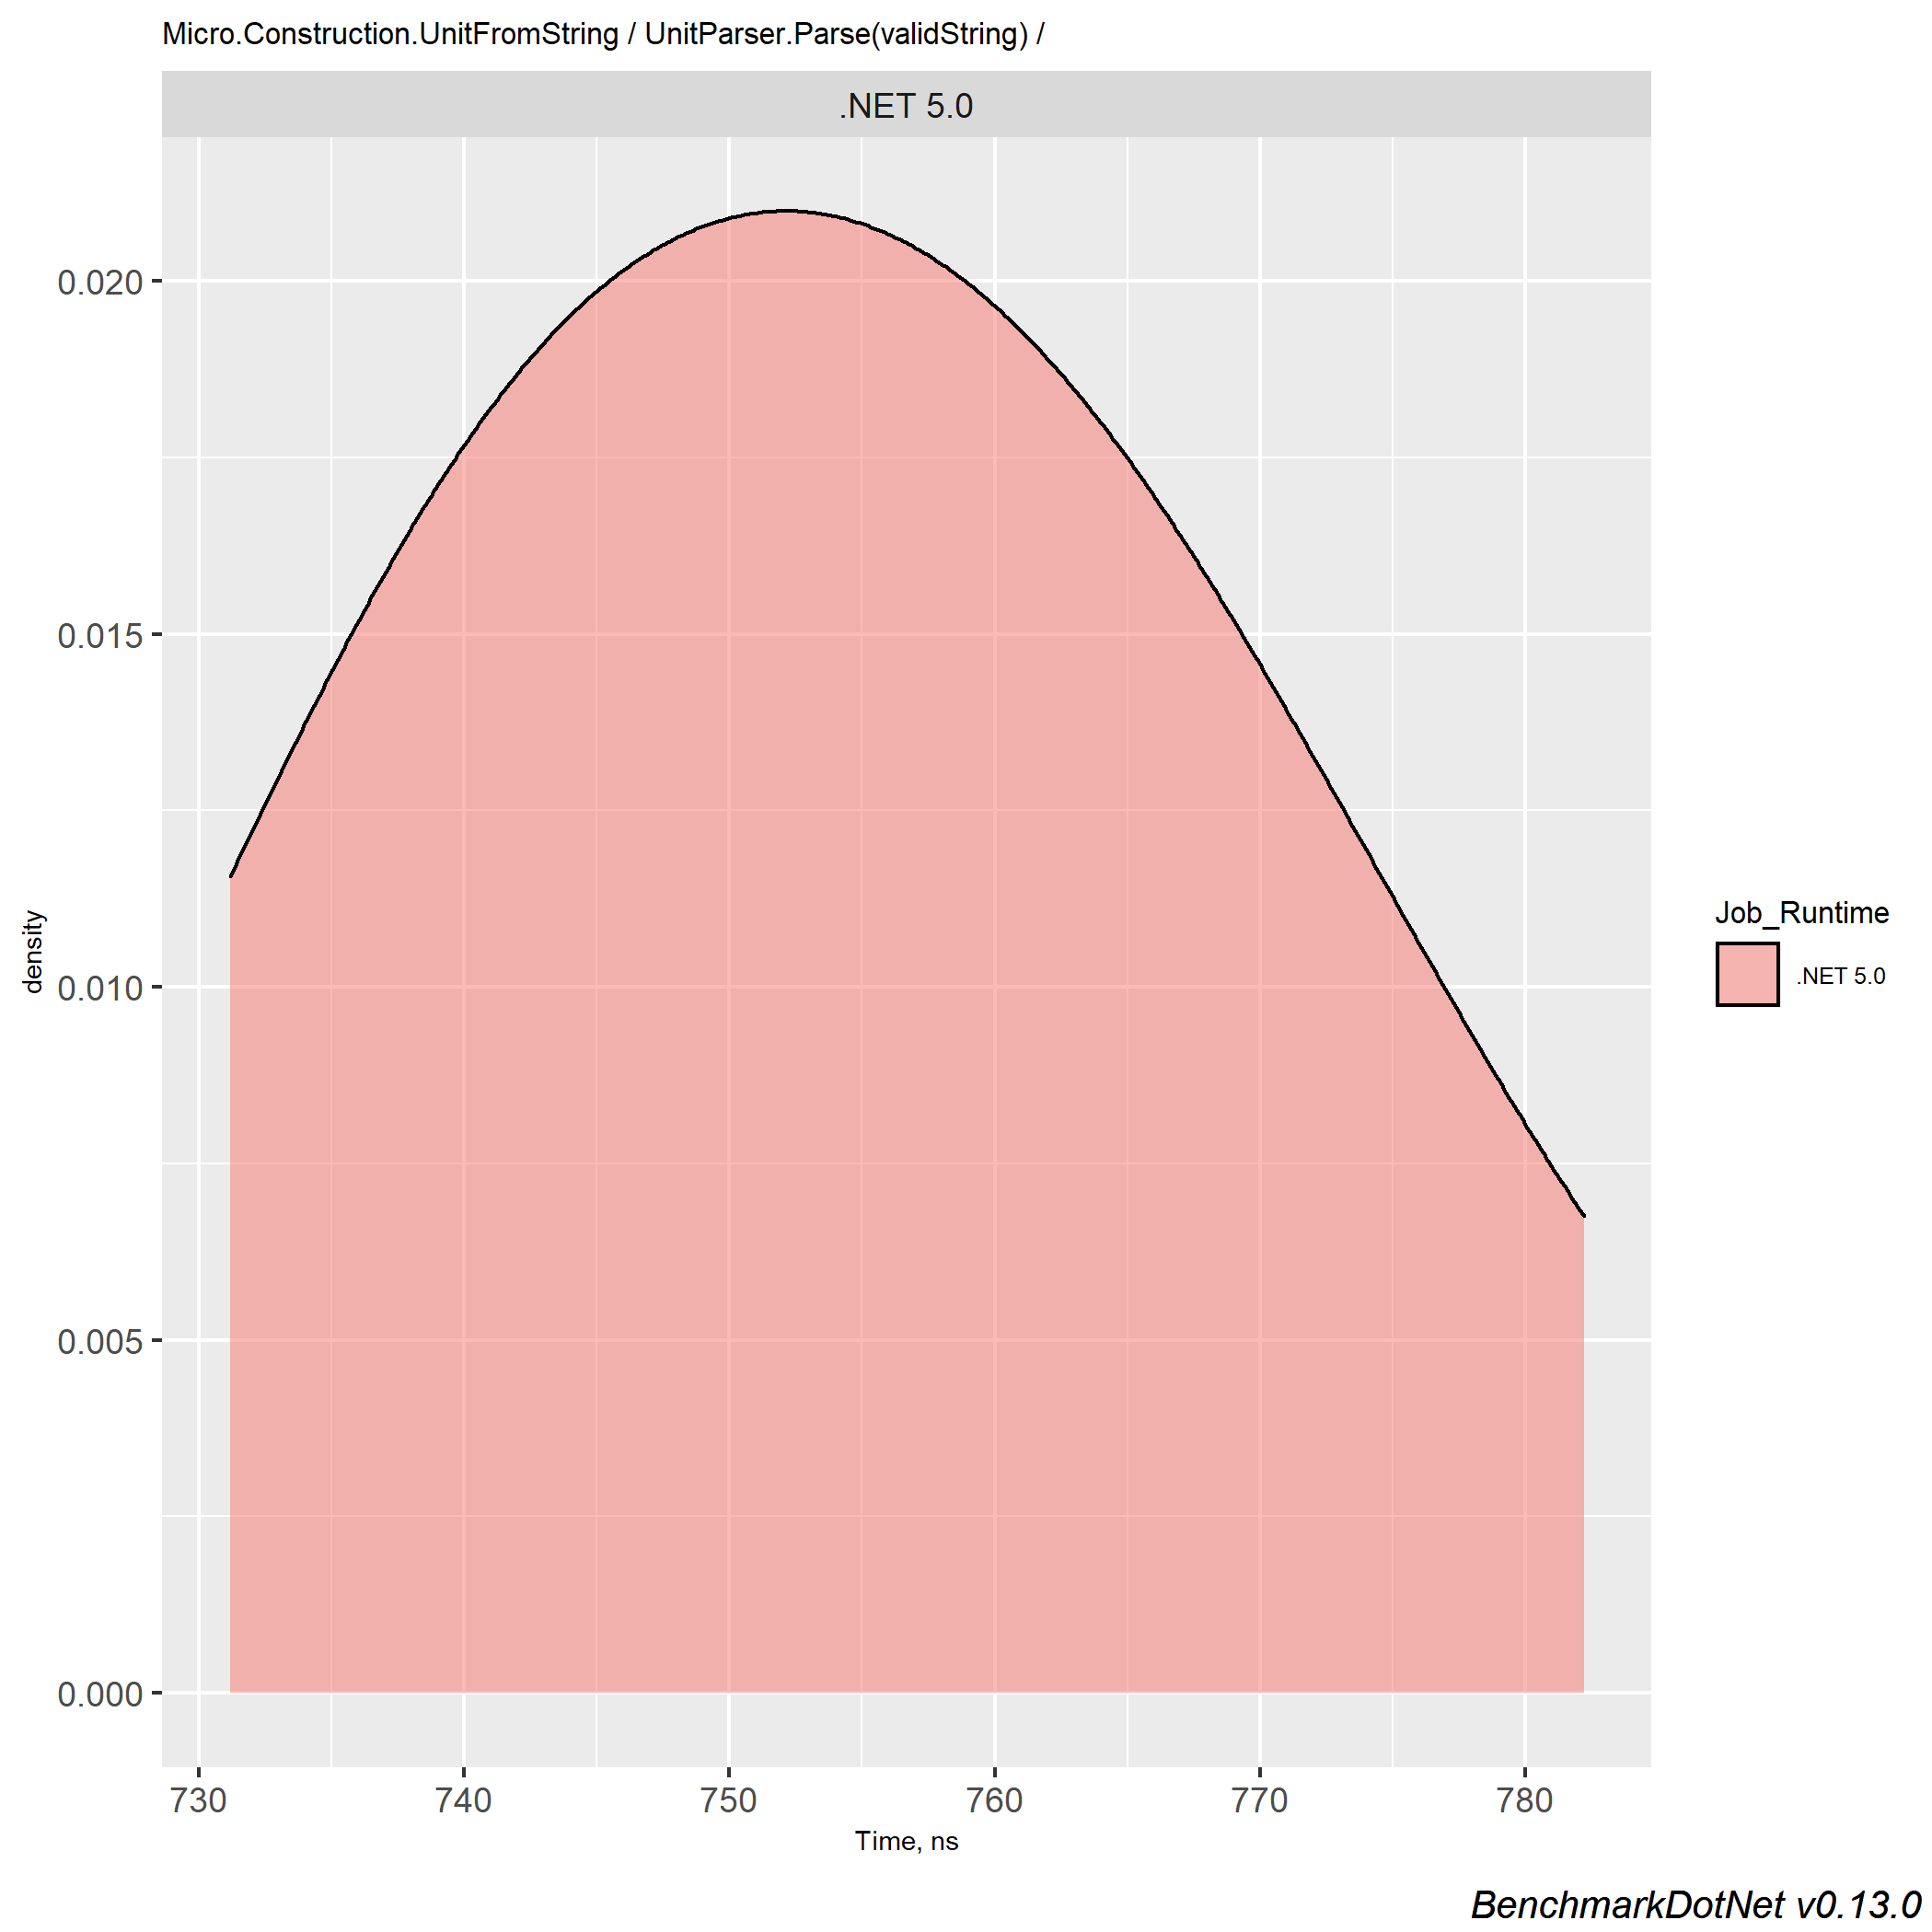 Micro.Construction.UnitFromString / UnitParser.Parse(validString) /
.NET 5.0
0.020
0.015
0.010
0.005
0.000
density
730 740 750 760 770 780
Time, ns
Job_Runtime
.NET 5.0
BenchmarkDotNet v0.13.0